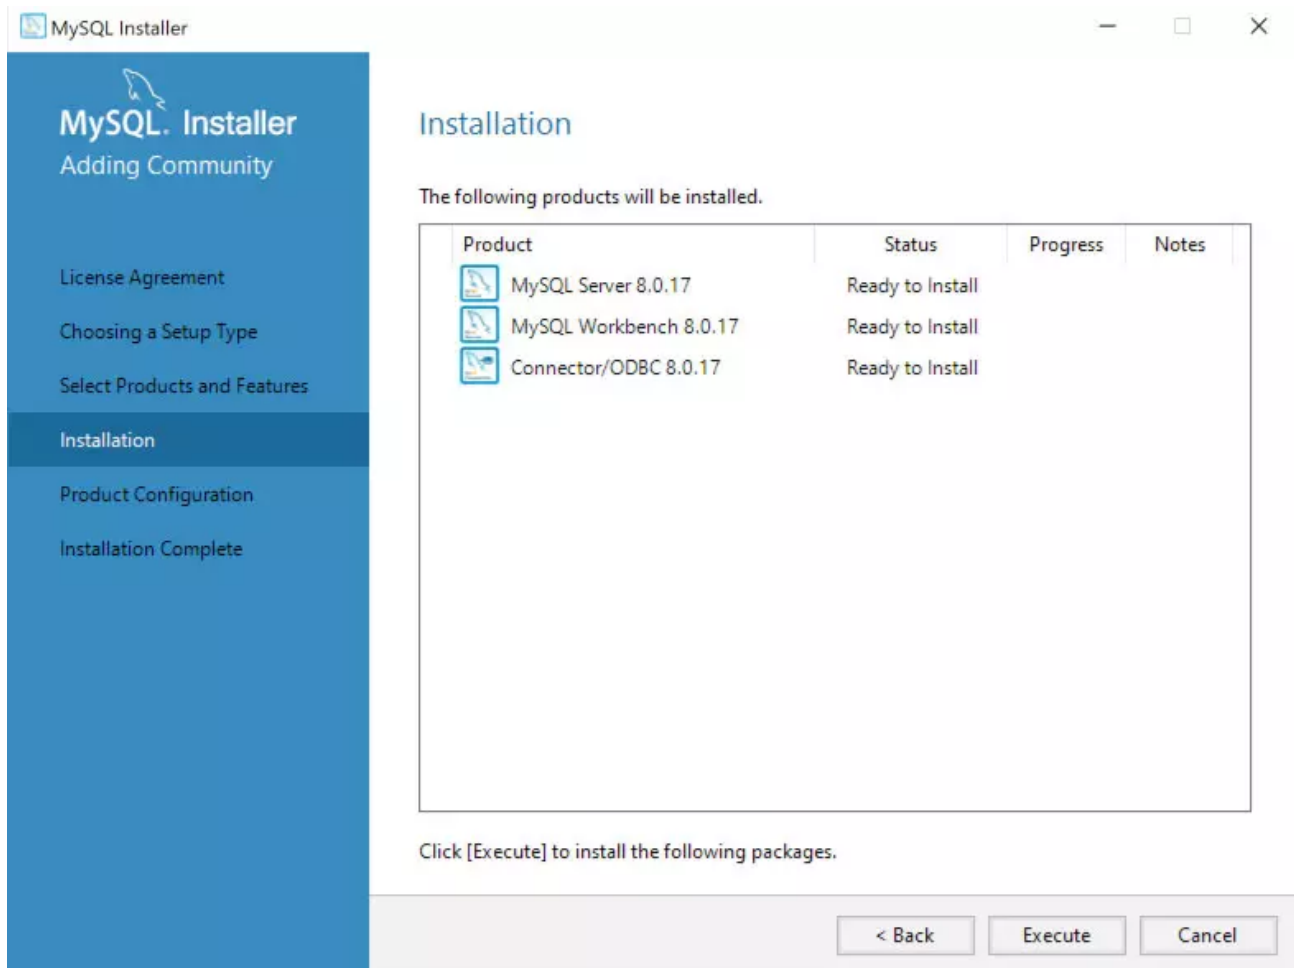 MySQL Installer
MySQL. Installer
Adding Community
License Agreement
Choosing a Setup Type
Select Products and Features
Installation
Product Configuration
Installation Complete
Installation
The following products will be installed.
Product Status Progress Notes
MySQL Server 8.0.17 Ready to Install
MySQL Workbench 8.0.17 Ready to Install
Connector/ODBC 8.0.17 Ready to Install
Click [Execute] to install the following packages.
< Back Execute Cancel